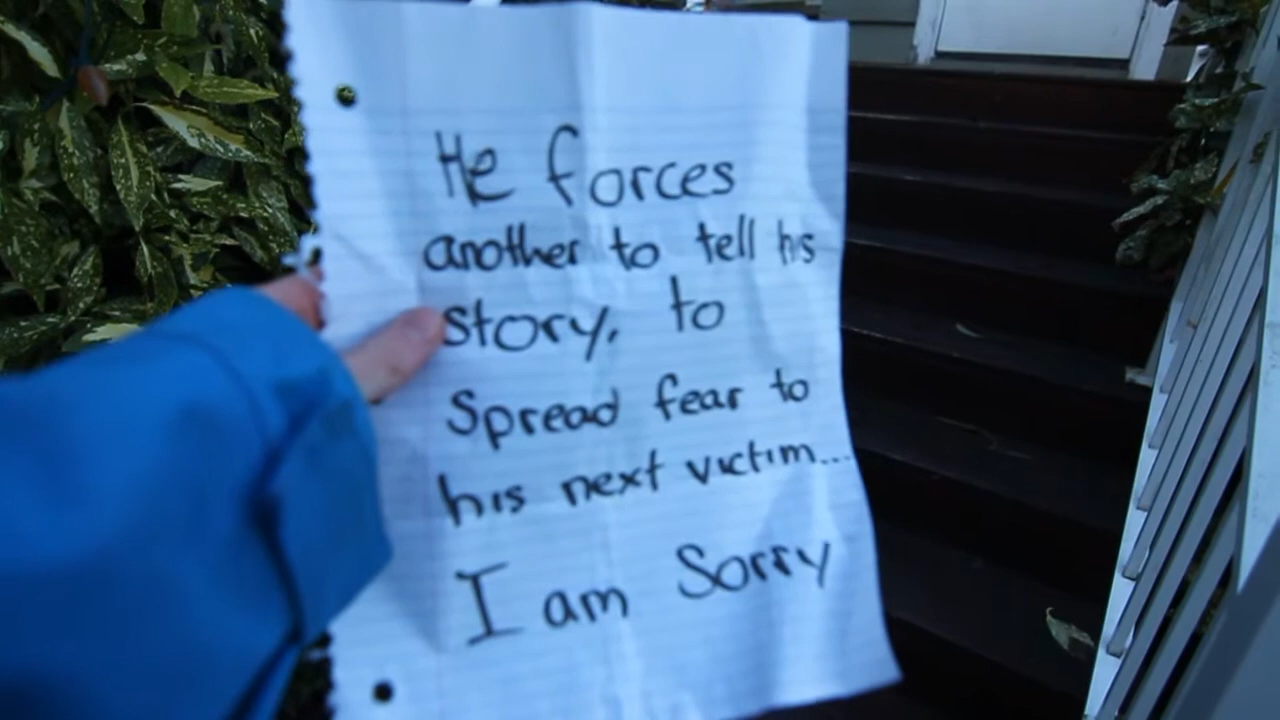 He forces
another to tell his
story, to
Spread fear to
his next victim...
I am Sorry